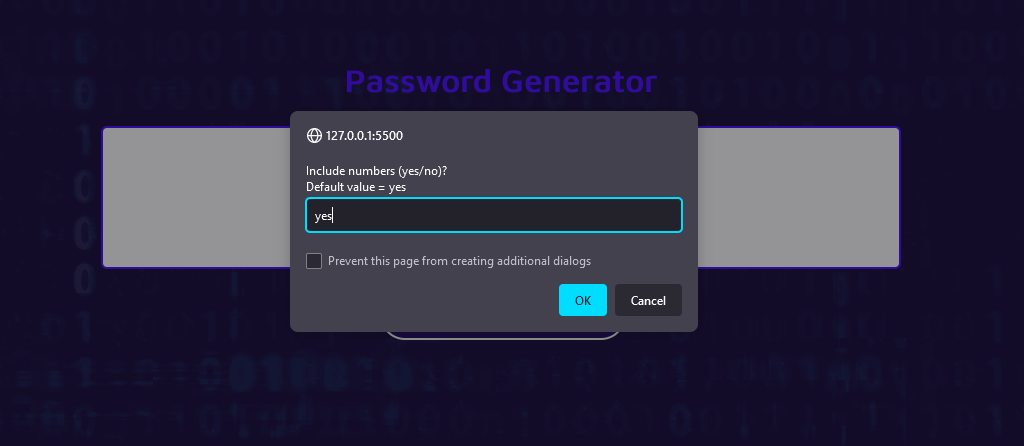 Password Generator
127.0.0.1:5500
Include numbers (yes/no)?
Default value = yes
yes
Prevent this page from creating additional dialogs
OK
Cancel